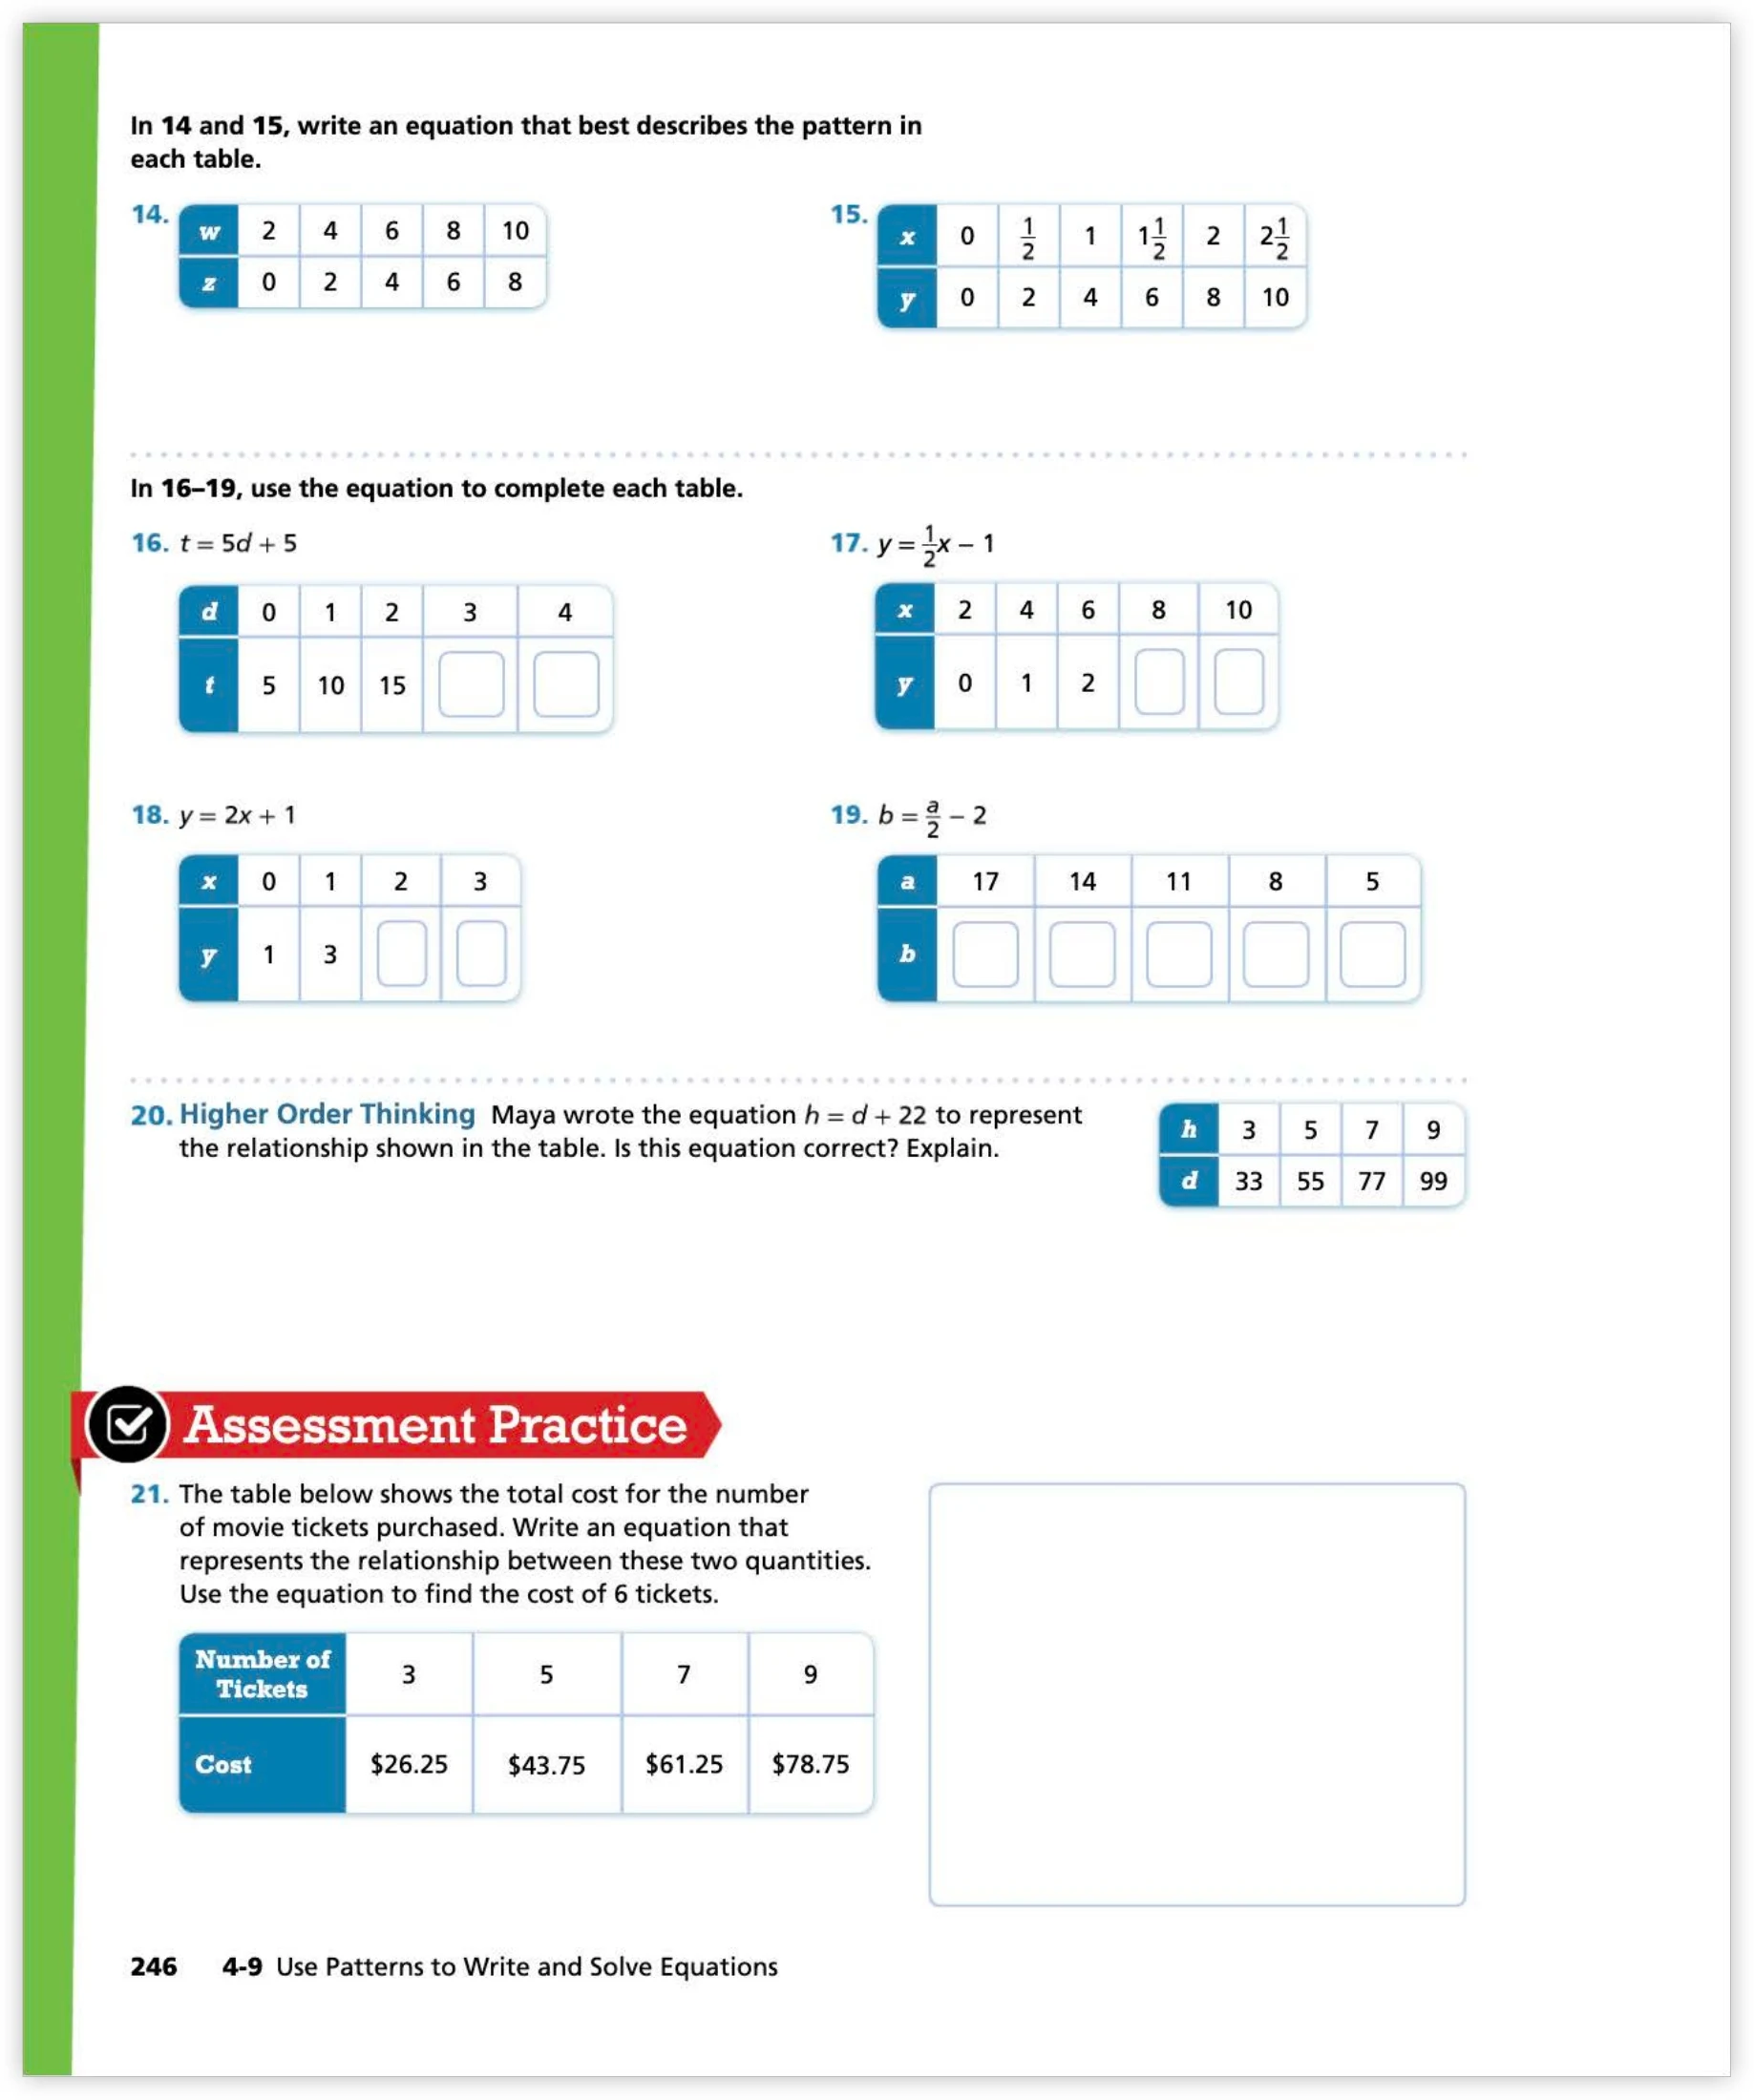 In 14 and 15, write an equation that best describes the pattern in
each table.
14.
w 2 4 6 8 10
z 0 2 4 6 8
15.
x 0 1/2 1 1 1/2 2 2 1/2
y 0 2 4 6 8 10
In 16–19, use the equation to complete each table.
16. t = 5d + 5
d 0 1 2 3 4
t 5 10 15
17. y = 1/2x − 1
x 2 4 6 8 10
y 0 1 2
18. y = 2x + 1
x 0 1 2 3
y 1 3
19. b = a/2 − 2
a 17 14 11 8 5
b
20. Higher Order Thinking Maya wrote the equation h = d + 22 to represent
the relationship shown in the table. Is this equation correct? Explain.
h 3 5 7 9
d 33 55 77 99
Assessment Practice
21. The table below shows the total cost for the number
of movie tickets purchased. Write an equation that
represents the relationship between these two quantities.
Use the equation to find the cost of 6 tickets.
Number of
Tickets 3 5 7 9
Cost $26.25 $43.75 $61.25 $78.75
246 4-9 Use Patterns to Write and Solve Equations